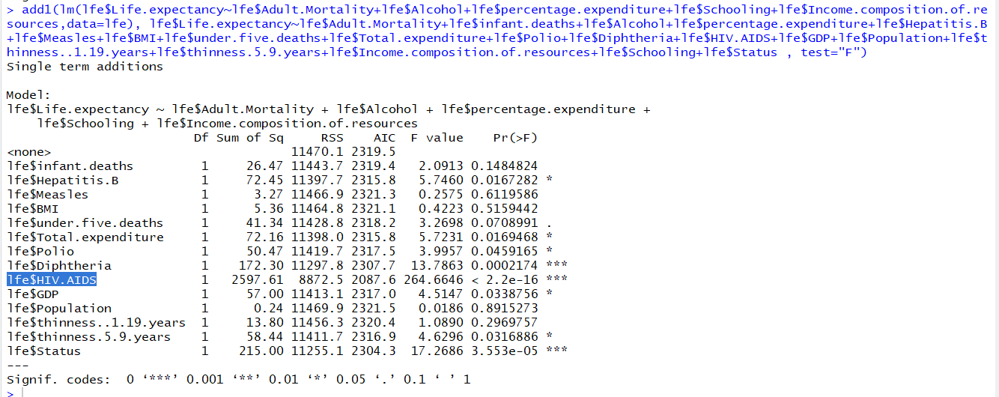 > add1(lm(lfe$Life.expectancy~lfe$Adult.Mortality+lfe$Alcohol+lfe$percentage.expenditure+lfe$Schooling+lfe$Income.composition.of.re
sources,data=lfe), lfe$Life.expectancy~lfe$Adult.Mortality+lfe$infant.deaths+lfe$Alcohol+lfe$percentage.expenditure+lfe$Hepatitis.B
+lfe$Measles+lfe$BMI+lfe$under.five.deaths+lfe$Total.expenditure+lfe$Polio+lfe$Diphtheria+lfe$HIV.AIDS+lfe$GDP+lfe$Population+lfe$t
hinness..1.19.years+lfe$thinness.5.9.years+lfe$Income.composition.of.resources+lfe$Schooling+lfe$Status , test="F")
Single term additions
Model:
lfe$Life.expectancy ~ lfe$Adult.Mortality + lfe$Alcohol + lfe$percentage.expenditure +
    lfe$Schooling + lfe$Income.composition.of.resources
                         Df Sum of Sq     RSS    AIC  F value    Pr(>F)
<none>                                11470.1 2319.5
lfe$infant.deaths         1     26.47 11443.7 2319.4   2.0913 0.1484824
lfe$Hepatitis.B           1     72.45 11397.7 2315.8   5.7460 0.0167282 *
lfe$Measles               1      3.27 11466.9 2321.3   0.2575 0.6119586
lfe$BMI                   1      5.36 11464.8 2321.1   0.4223 0.5159442
lfe$under.five.deaths     1     41.34 11428.8 2318.2   3.2698 0.0708991 .
lfe$Total.expenditure     1     72.16 11398.0 2315.8   5.7231 0.0169468 *
lfe$Polio                 1     50.47 11419.7 2317.5   3.9957 0.0459165 *
lfe$Diphtheria            1    172.30 11297.8 2307.7  13.7863 0.0002174 ***
lfe$HIV.AIDS              1   2597.61  8872.5 2087.6 264.6646 < 2.2e-16 ***
lfe$GDP                   1     57.00 11413.1 2317.0   4.5147 0.0338756 *
lfe$Population            1      0.24 11469.9 2321.5   0.0186 0.8915273
lfe$thinness..1.19.years  1     13.80 11456.3 2320.4   1.0890 0.2969757
lfe$thinness.5.9.years    1     58.44 11411.7 2316.9   4.6296 0.0316886 *
lfe$Status                1    215.00 11255.1 2304.3  17.2686 3.553e-05 ***
---
Signif. codes:  0 ‘***’ 0.001 ‘**’ 0.01 ‘*’ 0.05 ‘.’ 0.1 ‘ ’ 1
>